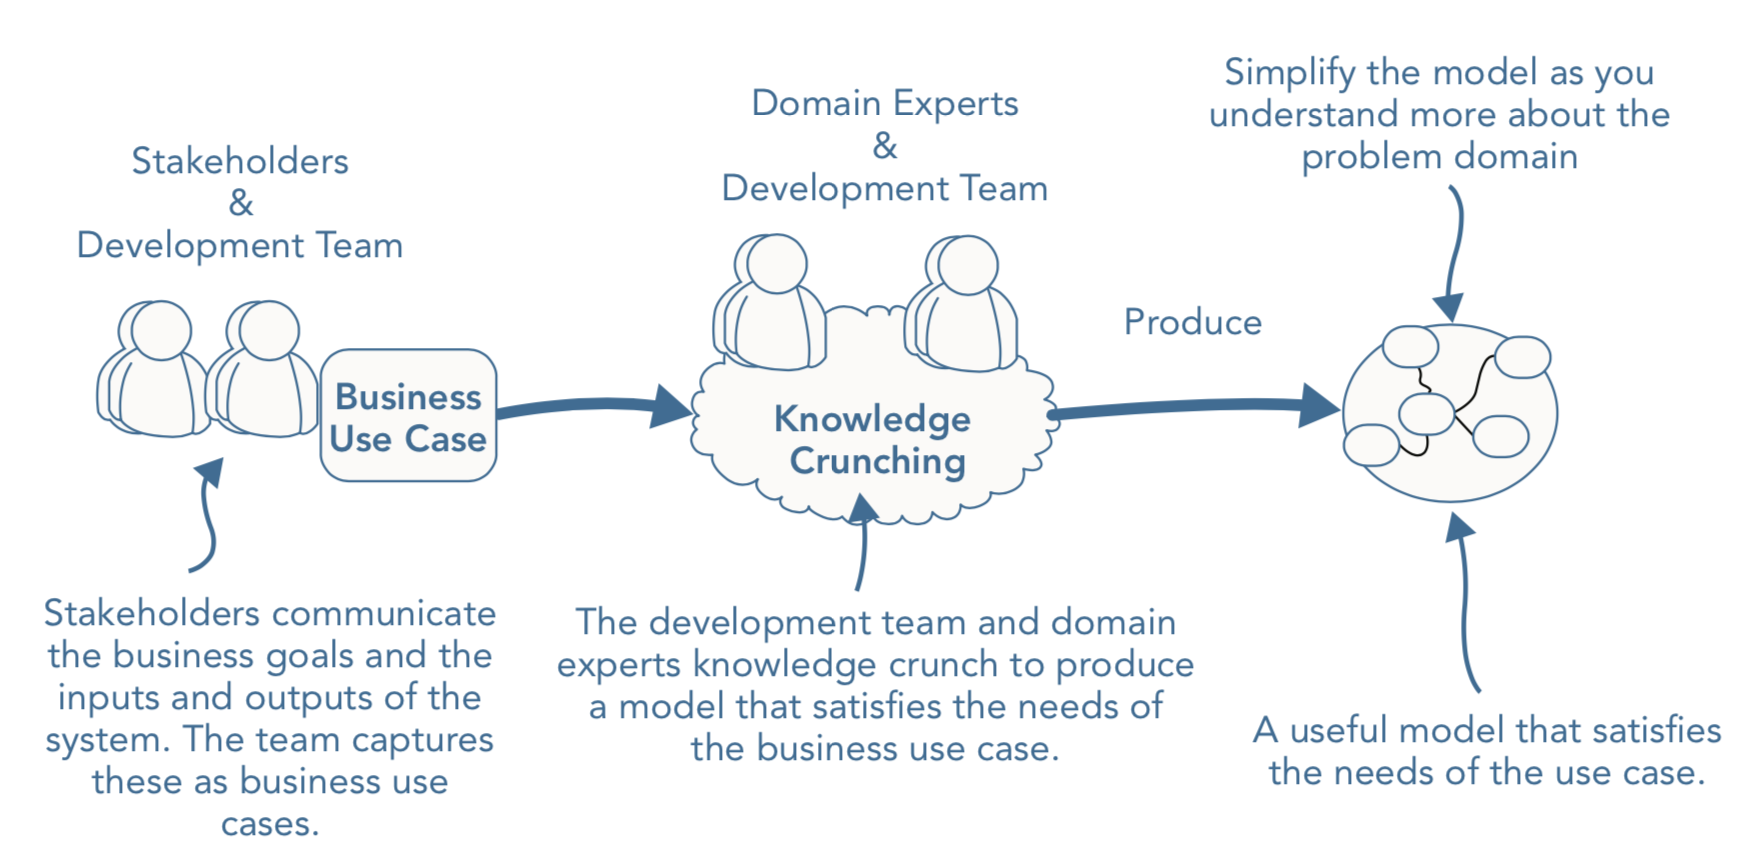 Stakeholders
&
Development Team
Business
Use Case
Stakeholders communicate
the business goals and the
inputs and outputs of the
system. The team captures
these as business use
cases.
Domain Experts
&
Development Team
Knowledge
Crunching
The development team and domain
experts knowledge crunch to produce
a model that satisfies the needs of
the business use case.
Produce
Simplify the model as you
understand more about the
problem domain
A useful model that satisfies
the needs of the use case.